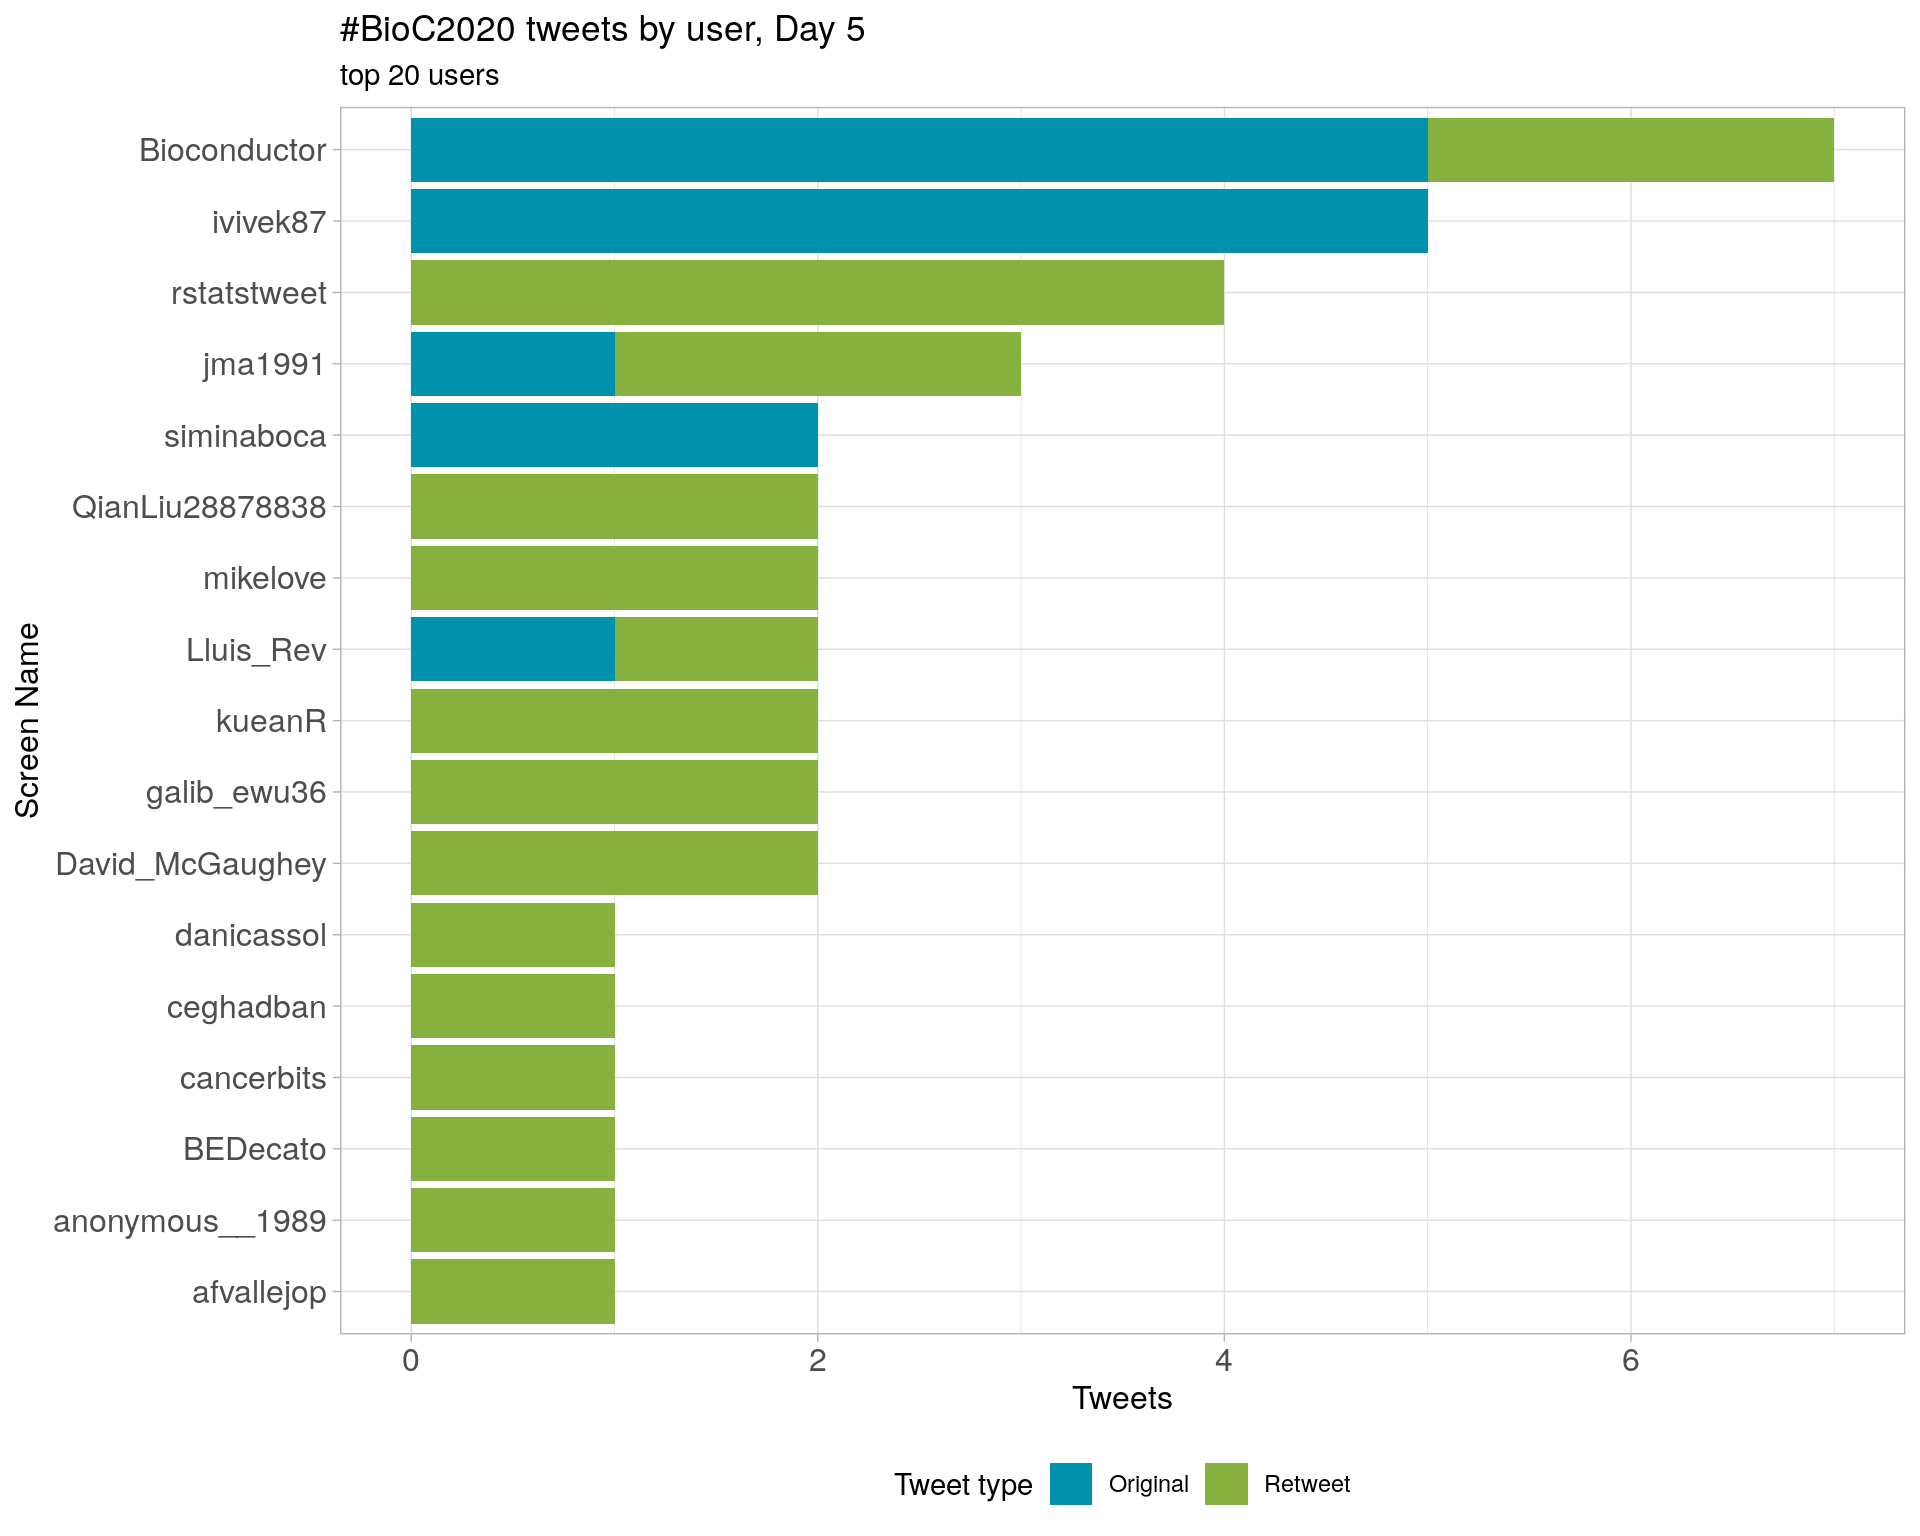 #BioC2020 tweets by user, Day 5
top 20 users
Screen Name
Bioconductor
ivivek87
rstatstweet
jma1991
siminaboca
QianLiu28878838
mikelove
Lluis_Rev
kueanR
galib_ewu36
David_McGaughey
danicassol
ceghadban
cancerbits
BEDecato
anonymous__1989
afvallejop
0 2 4 6
Tweets
Tweet type Original Retweet